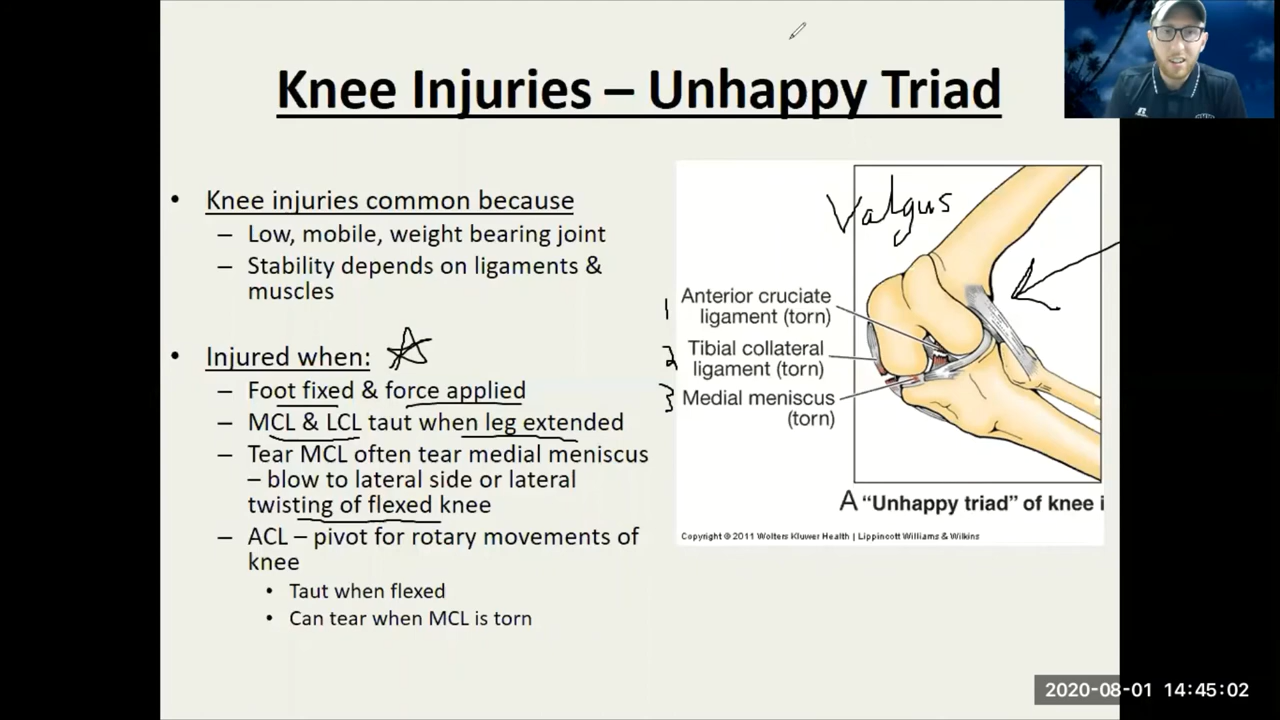 Knee Injuries – Unhappy Triad
• Knee injuries common because
– Low, mobile, weight bearing joint
– Stability depends on ligaments &
muscles
• Injured when:
– Foot fixed & force applied
– MCL & LCL taut when leg extended
– Tear MCL often tear medial meniscus
– blow to lateral side or lateral
twisting of flexed knee
– ACL – pivot for rotary movements of
knee
• Taut when flexed
• Can tear when MCL is torn
Valgus
1 Anterior cruciate
ligament (torn)
2 Tibial collateral
ligament (torn)
3 Medial meniscus
(torn)
A "Unhappy triad" of knee i
Copyright © 2011 Wolters Kluwer Health | Lippincott Williams & Wilkins
2020-08-01 14:45:02